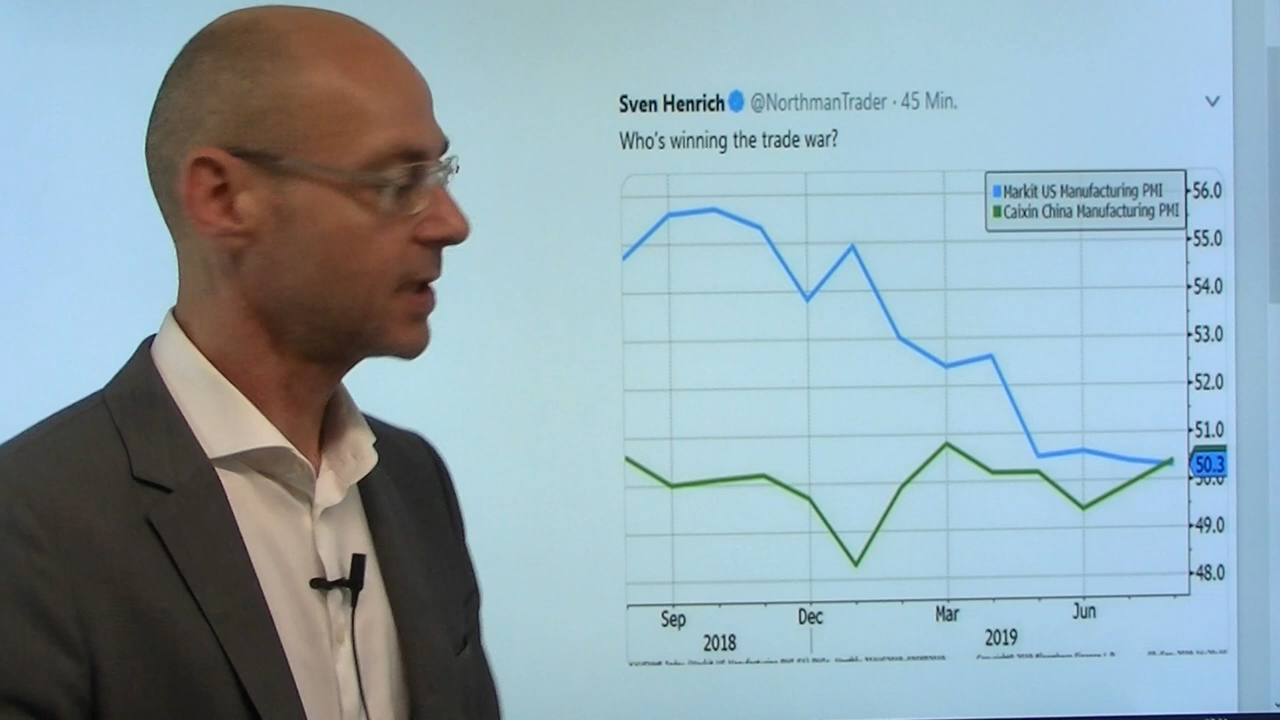 Sven Henrich @NorthmanTrader · 45 Min.
Who's winning the trade war?
Markit US Manufacturing PMI
Caixin China Manufacturing PMI
56.0
55.0
54.0
53.0
52.0
51.0
50.3
50.0
49.0
48.0
Sep Dec Mar Jun
2018 2019